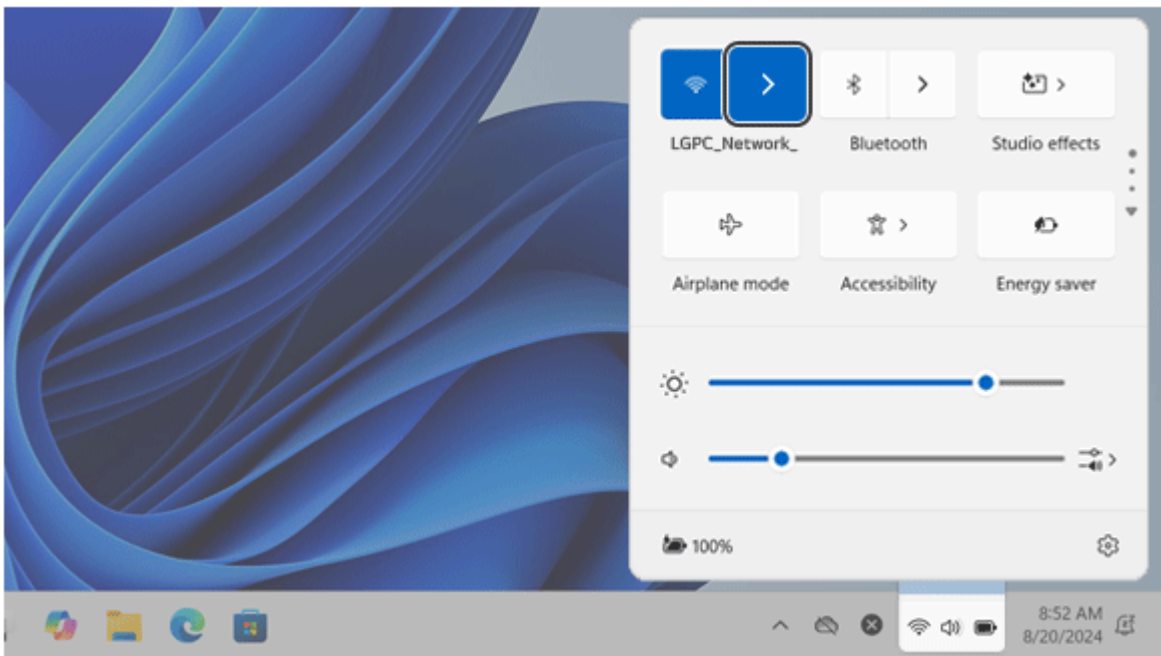 LGPC_Network_ Bluetooth Studio effects
Airplane mode Accessibility Energy saver
100%
8:52 AM
8/20/2024